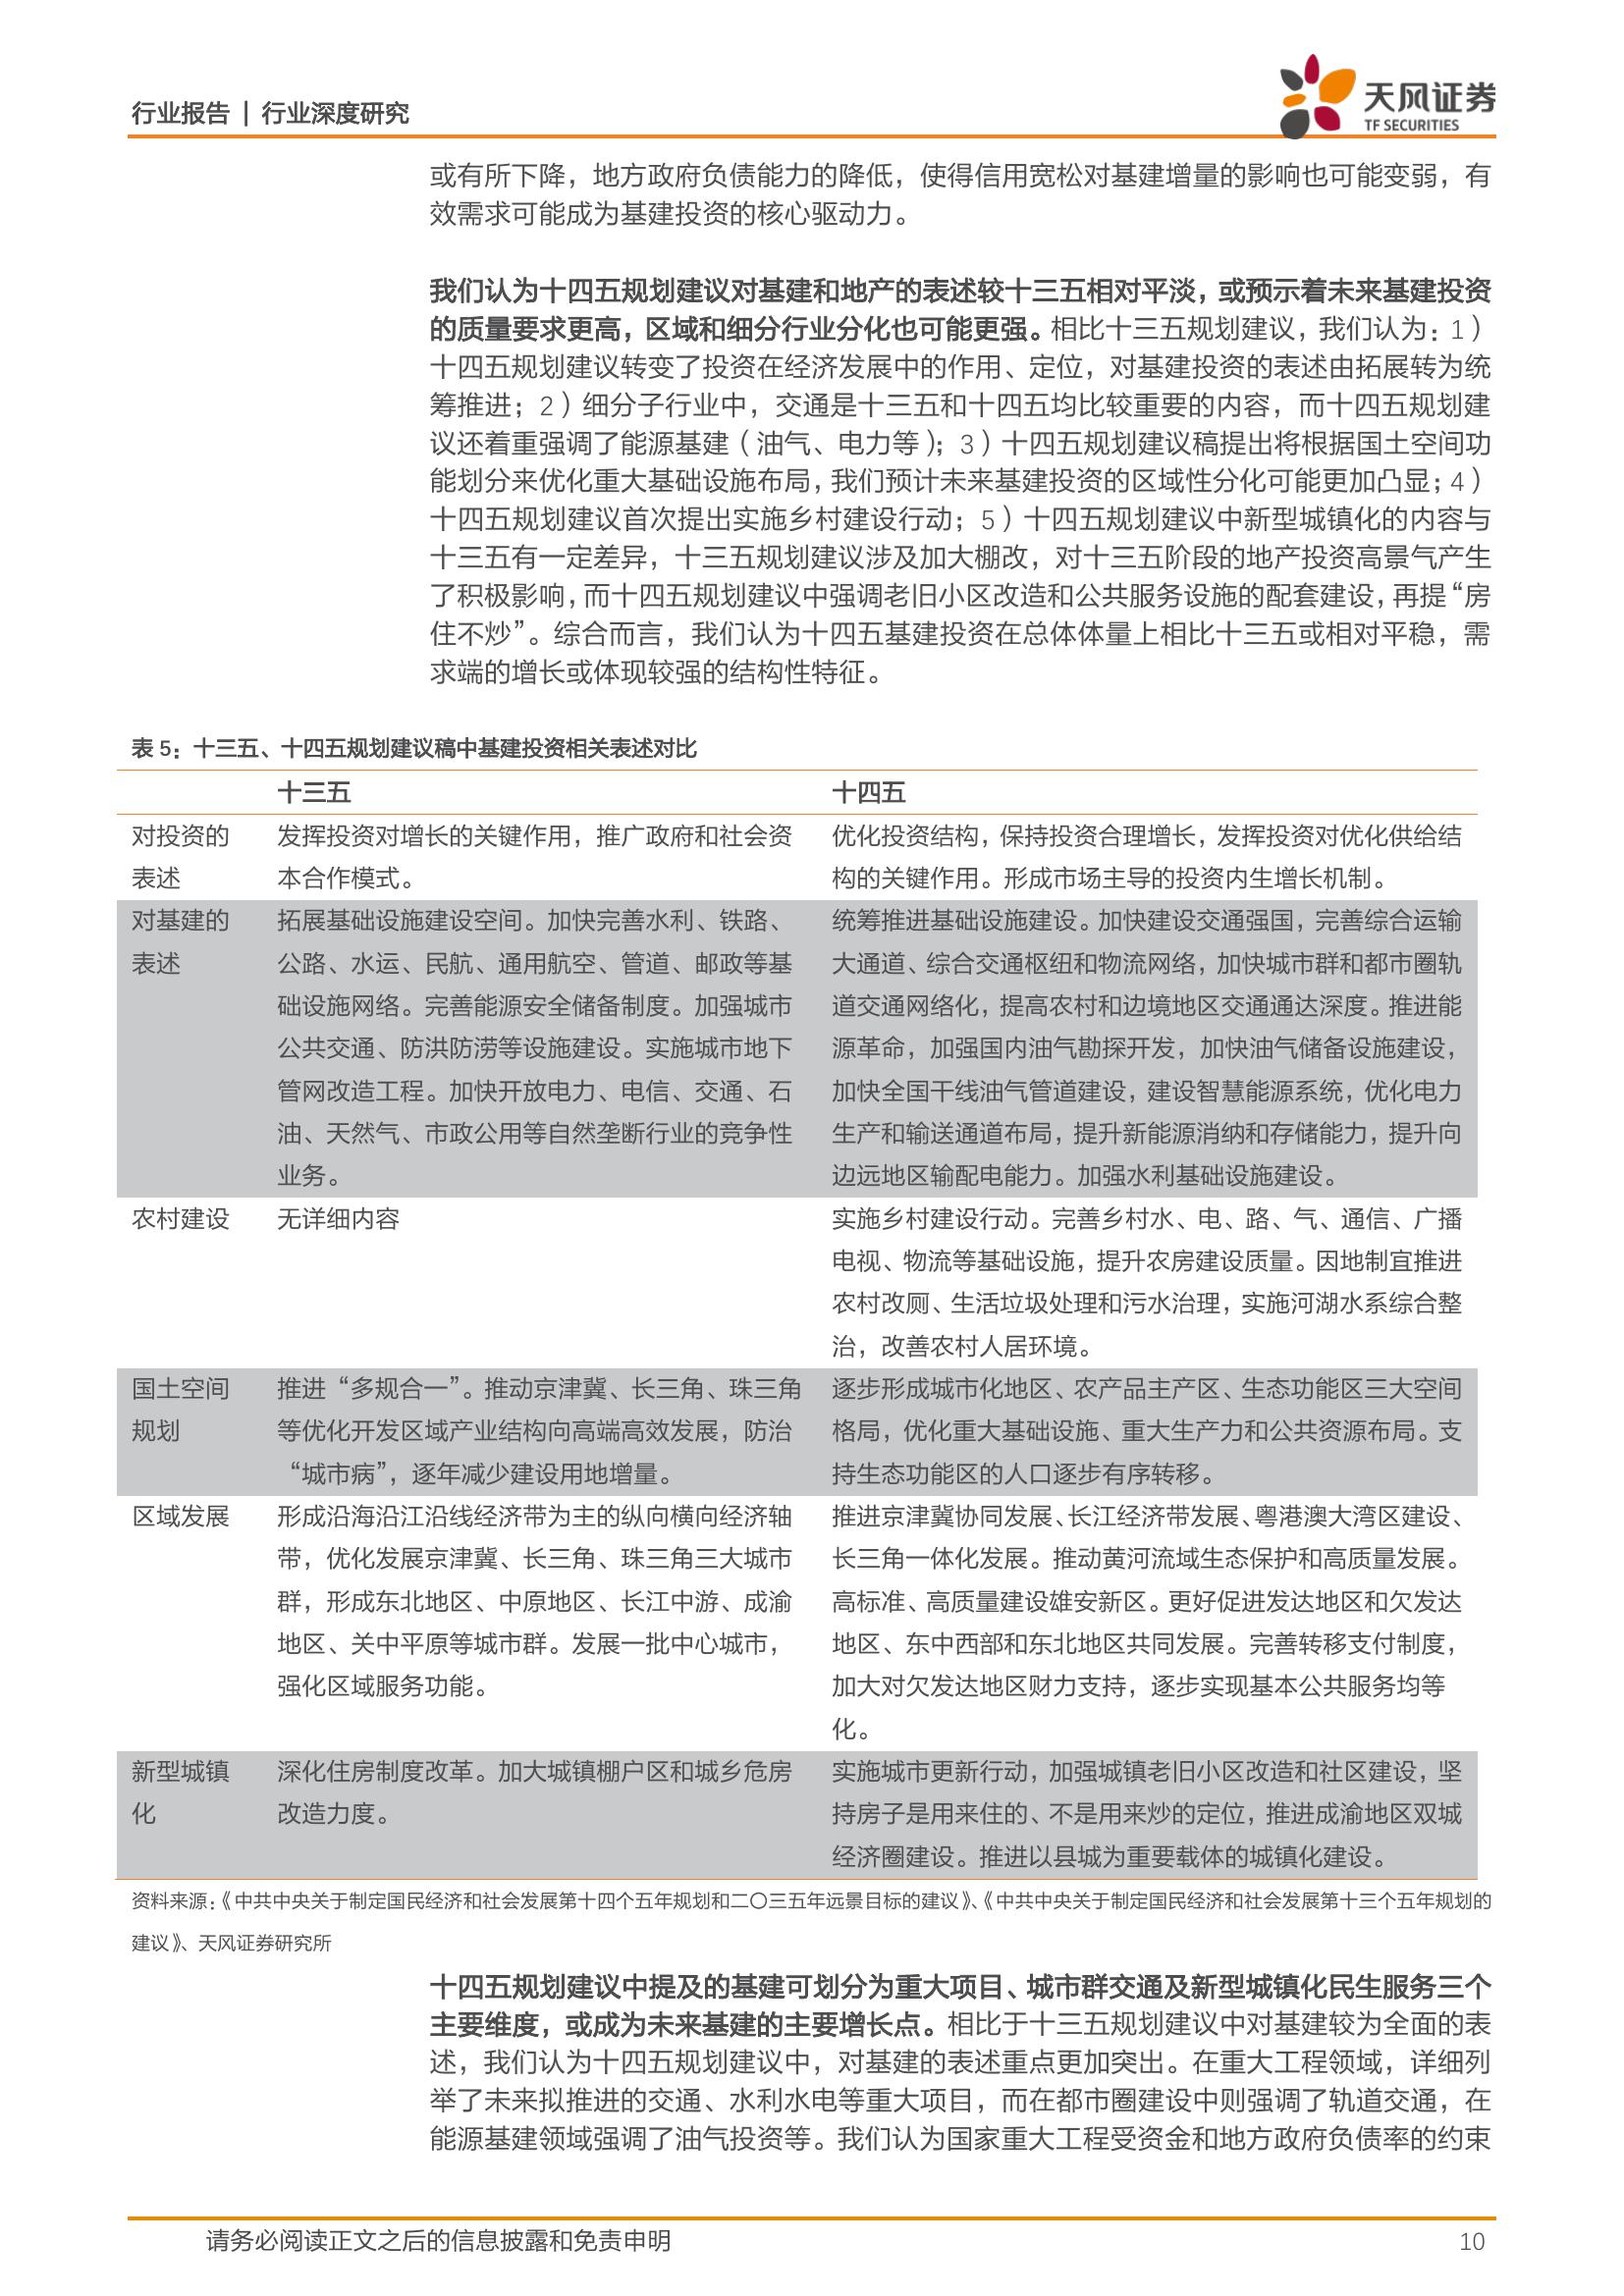 行业报告 | 行业深度研究
天风证券
TF SECURITIES
或有所下降，地方政府负债能力的降低，使得信用宽松对基建增量的影响也可能变弱，有
效需求可能成为基建投资的核心驱动力。
我们认为十四五规划建议对基建和地产的表述较十三五相对平淡，或预示着未来基建投资
的质量要求更高，区域和细分行业分化也可能更强。相比十三五规划建议，我们认为：1）
十四五规划建议转变了投资在经济发展中的作用、定位，对基建投资的表述由拓展转为统
筹推进；2）细分子行业中，交通是十三五和十四五均比较重要的内容，而十四五规划建
议还着重强调了能源基建（油气、电力等）；3）十四五规划建议稿提出将根据国土空间功
能划分来优化重大基础设施布局，我们预计未来基建投资的区域性分化可能更加凸显；4）
十四五规划建议首次提出实施乡村建设行动；5）十四五规划建议中新型城镇化的内容与
十三五有一定差异，十三五规划建议涉及加大棚改，对十三五阶段的地产投资高景气产生
了积极影响，而十四五规划建议中强调老旧小区改造和公共服务设施的配套建设，再提“房
住不炒”。综合而言，我们认为十四五基建投资在总体体量上相比十三五或相对平稳，需
求端的增长或体现较强的结构性特征。
表 5：十三五、十四五规划建议稿中基建投资相关表述对比
十三五 十四五
对投资的 发挥投资对增长的关键作用，推广政府和社会资 优化投资结构，保持投资合理增长，发挥投资对优化供给结
表述 本合作模式。 构的关键作用。形成市场主导的投资内生增长机制。
对基建的 拓展基础设施建设空间。加快完善水利、铁路、 统筹推进基础设施建设。加快建设交通强国，完善综合运输
表述 公路、水运、民航、通用航空、管道、邮政等基 大通道、综合交通枢纽和物流网络，加快城市群和都市圈轨
础设施网络。完善能源安全储备制度。加强城市 道交通网络化，提高农村和边境地区交通通达深度。推进能
公共交通、防洪防涝等设施建设。实施城市地下 源革命，加强国内油气勘探开发，加快油气储备设施建设，
管网改造工程。加快开放电力、电信、交通、石 加快全国干线油气管道建设，建设智慧能源系统，优化电力
油、天然气、市政公用等自然垄断行业的竞争性 生产和输送通道布局，提升新能源消纳和存储能力，提升向
业务。 边远地区输配电能力。加强水利基础设施建设。
农村建设 无详细内容 实施乡村建设行动。完善乡村水、电、路、气、通信、广播
电视、物流等基础设施，提升农房建设质量。因地制宜推进
农村改厕、生活垃圾处理和污水治理，实施河湖水系综合整
治，改善农村人居环境。
国土空间 推进“多规合一”。推动京津冀、长三角、珠三角 逐步形成城市化地区、农产品主产区、生态功能区三大空间
规划 等优化开发区域产业结构向高端高效发展，防治 格局，优化重大基础设施、重大生产力和公共资源布局。支
“城市病”，逐年减少建设用地增量。 持生态功能区的人口逐步有序转移。
区域发展 形成沿海沿江沿线经济带为主的纵向横向经济轴 推进京津冀协同发展、长江经济带发展、粤港澳大湾区建设、
带，优化发展京津冀、长三角、珠三角三大城市 长三角一体化发展。推动黄河流域生态保护和高质量发展。
群，形成东北地区、中原地区、长江中游、成渝 高标准、高质量建设雄安新区。更好促进发达地区和欠发达
地区、关中平原等城市群。发展一批中心城市， 地区、东中西部和东北地区共同发展。完善转移支付制度，
强化区域服务功能。 加大对欠发达地区财力支持，逐步实现基本公共服务均等
化。
新型城镇 深化住房制度改革。加大城镇棚户区和城乡危房 实施城市更新行动，加强城镇老旧小区改造和社区建设，坚
化 改造力度。 持房子是用来住的、不是用来炒的定位，推进成渝地区双城
经济圈建设。推进以县城为重要载体的城镇化建设。
资料来源：《中共中央关于制定国民经济和社会发展第十四个五年规划和二〇三五年远景目标的建议》、《中共中央关于制定国民经济和社会发展第十三个五年规划的
建议》、天风证券研究所
十四五规划建议中提及的基建可划分为重大项目、城市群交通及新型城镇化民生服务三个
主要维度，或成为未来基建的主要增长点。相比于十三五规划建议中对基建较为全面的表
述，我们认为十四五规划建议中，对基建的表述重点更加突出。在重大工程领域，详细列
举了未来拟推进的交通、水利水电等重大项目，而在都市圈建设中则强调了轨道交通，在
能源基建领域强调了油气投资等。我们认为国家重大工程受资金和地方政府负债率的约束
请务必阅读正文之后的信息披露和免责申明 10